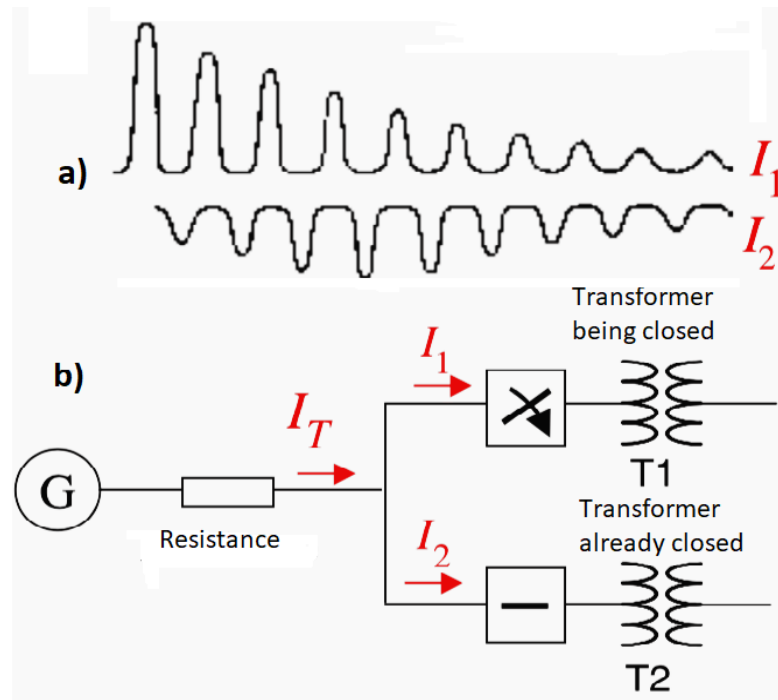 a)
I1
I2
Transformer
being closed
b)
I1
IT
G
T1
Resistance
Transformer
already closed
I2
T2